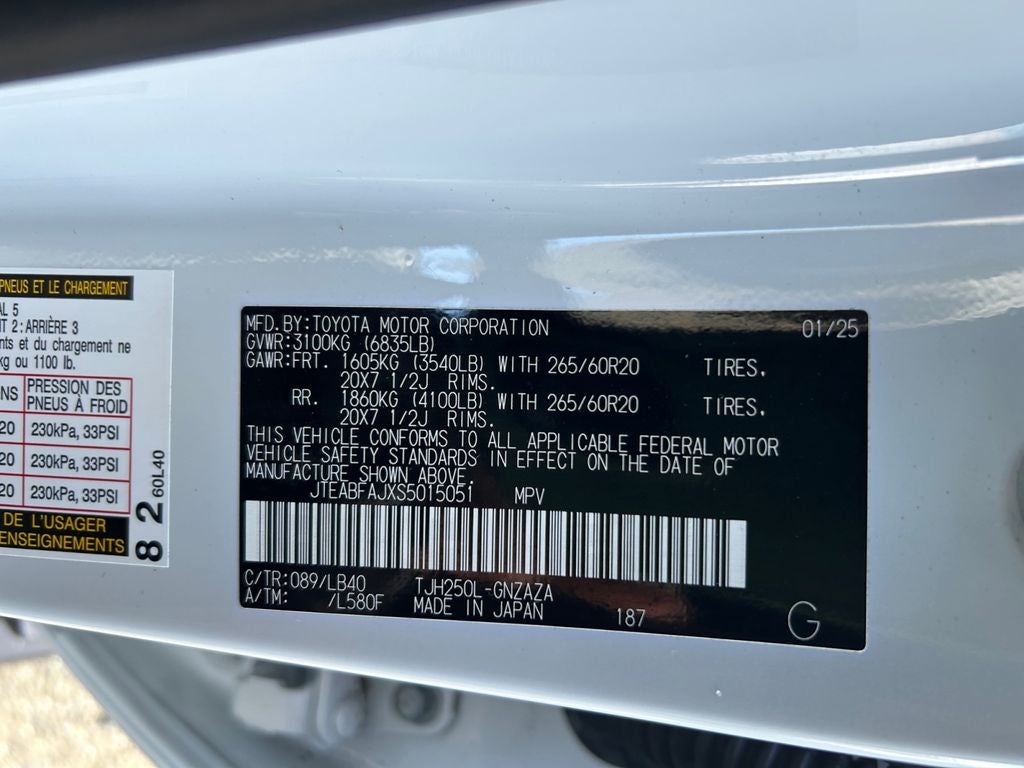 PNEUS ET LE CHARGEMENT
AL 5
IT 2: ARRIÈRE 3
ents et du chargement ne
kg ou 1100 lb.
NS PRESSION DES
PNEUS À FROID
20 230kPa, 33PSI
20 230kPa, 33PSI
20 230kPa, 33PSI
DE L'USAGER
ENSEIGNEMENTS
8 2 60L40
MFD.BY:TOYOTA MOTOR CORPORATION 01/25
GVWR:3100KG (6835LB)
GAWR:FRT. 1605KG (3540LB) WITH 265/60R20 TIRES.
20X7 1/2J RIMS.
RR. 1860KG (4100LB) WITH 265/60R20 TIRES.
20X7 1/2J RIMS.
THIS VEHICLE CONFORMS TO ALL APPLICABLE FEDERAL MOTOR
VEHICLE SAFETY STANDARDS IN EFFECT ON THE DATE OF
MANUFACTURE SHOWN ABOVE.
JTEABFAJXS5015051 MPV
C/TR:089/LB40 TJH250L-GNZAZA
A/TM: /L580F MADE IN JAPAN 187 G